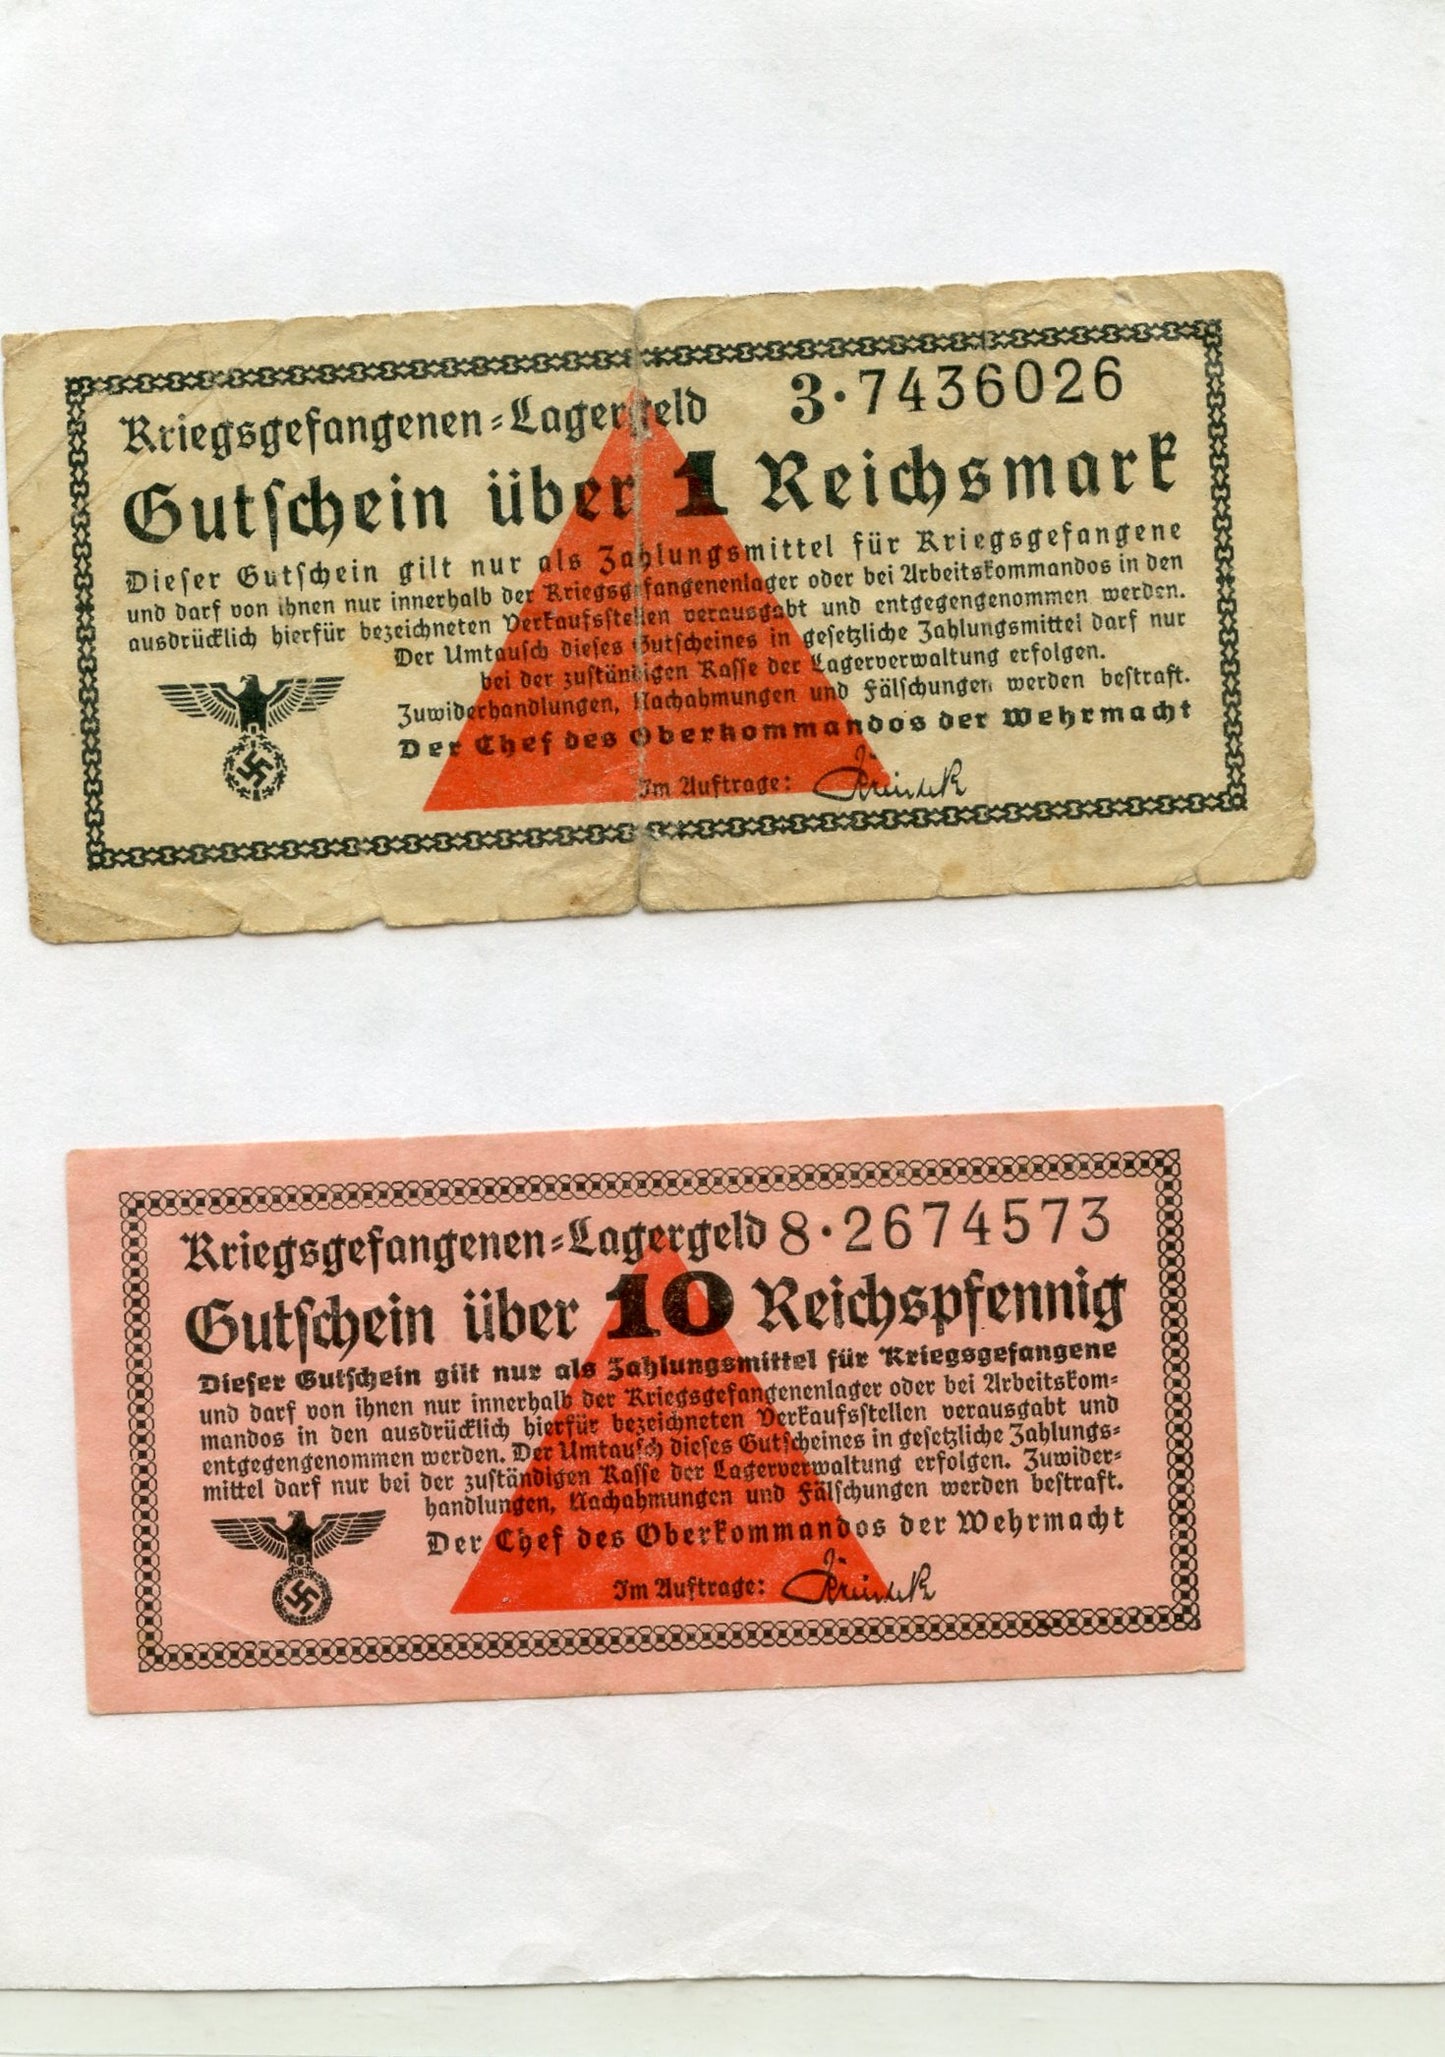 Kriegsgefangenen=Lagergeld 3·7436026
Gutschein über 1 Reichsmark
Dieser Gutschein gilt nur als Zahlungsmittel für Kriegsgefangene
und darf von ihnen nur innerhalb der Kriegsgefangenenlager oder bei Arbeitskommandos in den
ausdrücklich hierfür bezeichneten Verkaufsstellen verausgabt und entgegengenommen werden.
Der Umtausch dieses Gutscheines in gesetzliche Zahlungsmittel darf nur
bei der zuständigen Kasse der Lagerverwaltung erfolgen.
Zuwiderhandlungen, Nachahmungen und Fälschungen werden bestraft.
Der Chef des Oberkommandos der Wehrmacht
Im Auftrage:
Kriegsgefangenen=Lagergeld 8·2674573
Gutschein über 10 Reichspfennig
Dieser Gutschein gilt nur als Zahlungsmittel für Kriegsgefangene
und darf von ihnen nur innerhalb der Kriegsgefangenenlager oder bei Arbeitskom=
mandos in den ausdrücklich hierfür bezeichneten Verkaufsstellen verausgabt und
entgegengenommen werden. Der Umtausch dieses Gutscheines in gesetzliche Zahlungs=
mittel darf nur bei der zuständigen Kasse der Lagerverwaltung erfolgen. Zuwider=
handlungen, Nachahmungen und Fälschungen werden bestraft.
Der Chef des Oberkommandos der Wehrmacht
Im Auftrage: